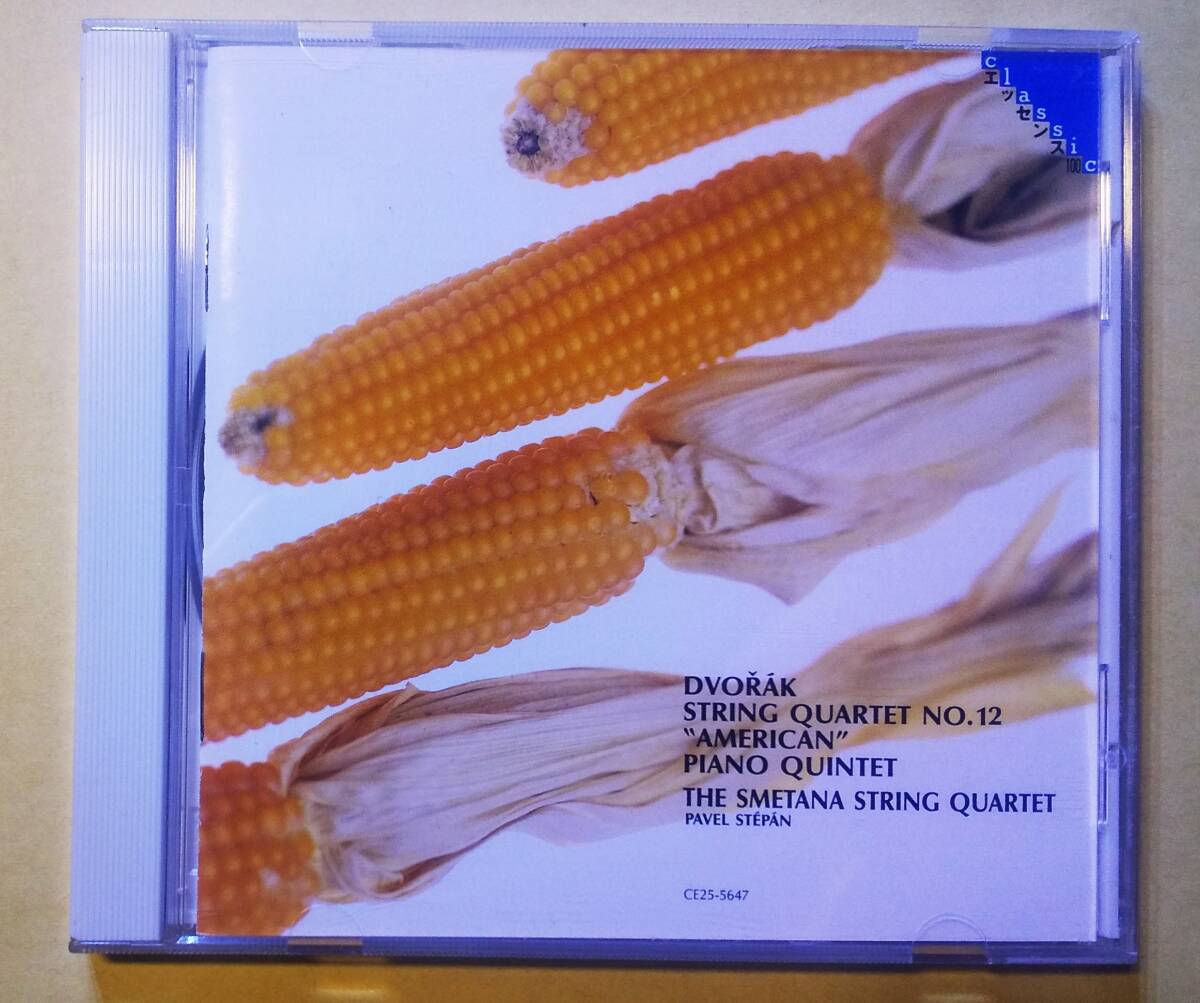 classic
エッセンス
100
DVOŘÁK
STRING QUARTET NO.12
“AMERICAN”
PIANO QUINTET
THE SMETANA STRING QUARTET
PAVEL STÉPÁN
CE25-5647